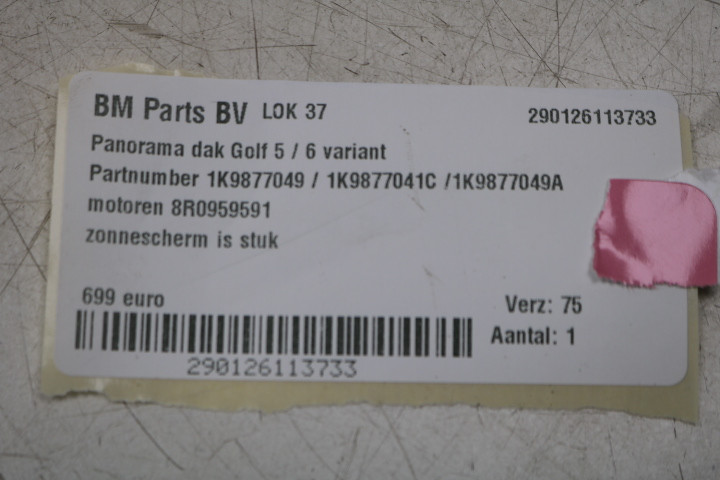 BM Parts BV LOK 37 290126113733
Panorama dak Golf 5 / 6 variant
Partnumber 1K9877049 / 1K9877041C /1K9877049A
motoren 8R0959591
zonnescherm is stuk
699 euro Verz: 75
Aantal: 1
290126113733